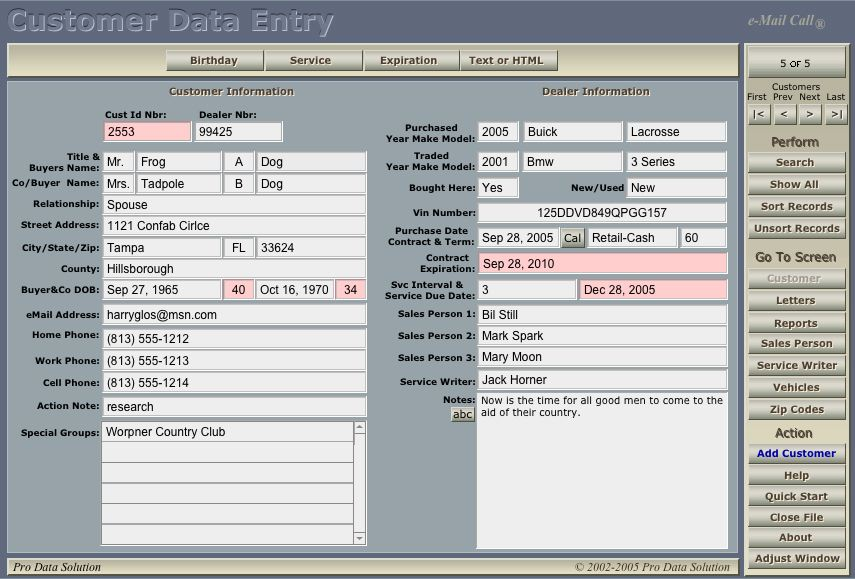 Customer Data Entry
e-Mail Call®
Birthday
Service
Expiration
Text or HTML
Customer Information
Cust Id Nbr: Dealer Nbr:
2553 99425
Title &
Buyers Name: Mr. Frog A Dog
Co/Buyer Name: Mrs. Tadpole B Dog
Relationship: Spouse
Street Address: 1121 Confab Cirlce
City/State/Zip: Tampa FL 33624
County: Hillsborough
Buyer&Co DOB: Sep 27, 1965 40 Oct 16, 1970 34
eMail Address: harryglos@msn.com
Home Phone: (813) 555-1212
Work Phone: (813) 555-1213
Cell Phone: (813) 555-1214
Action Note: research
Special Groups: Worpner Country Club
Dealer Information
Purchased
Year Make Model: 2005 Buick Lacrosse
Traded
Year Make Model: 2001 Bmw 3 Series
Bought Here: Yes New/Used New
Vin Number: 125DDVD849QPGG157
Purchase Date
Contract & Term: Sep 28, 2005 Cal Retail-Cash 60
Contract
Expiration: Sep 28, 2010
Svc Interval &
Service Due Date: 3 Dec 28, 2005
Sales Person 1: Bil Still
Sales Person 2: Mark Spark
Sales Person 3: Mary Moon
Service Writer: Jack Horner
Notes: Now is the time for all good men to come to the
abc aid of their country.
5 OF 5
Customers
First Prev Next Last
|< < > >|
Perform
Search
Show All
Sort Records
Unsort Records
Go To Screen
Customer
Letters
Reports
Sales Person
Service Writer
Vehicles
Zip Codes
Action
Add Customer
Help
Quick Start
Close File
About
Adjust Window
Pro Data Solution
© 2002-2005 Pro Data Solution